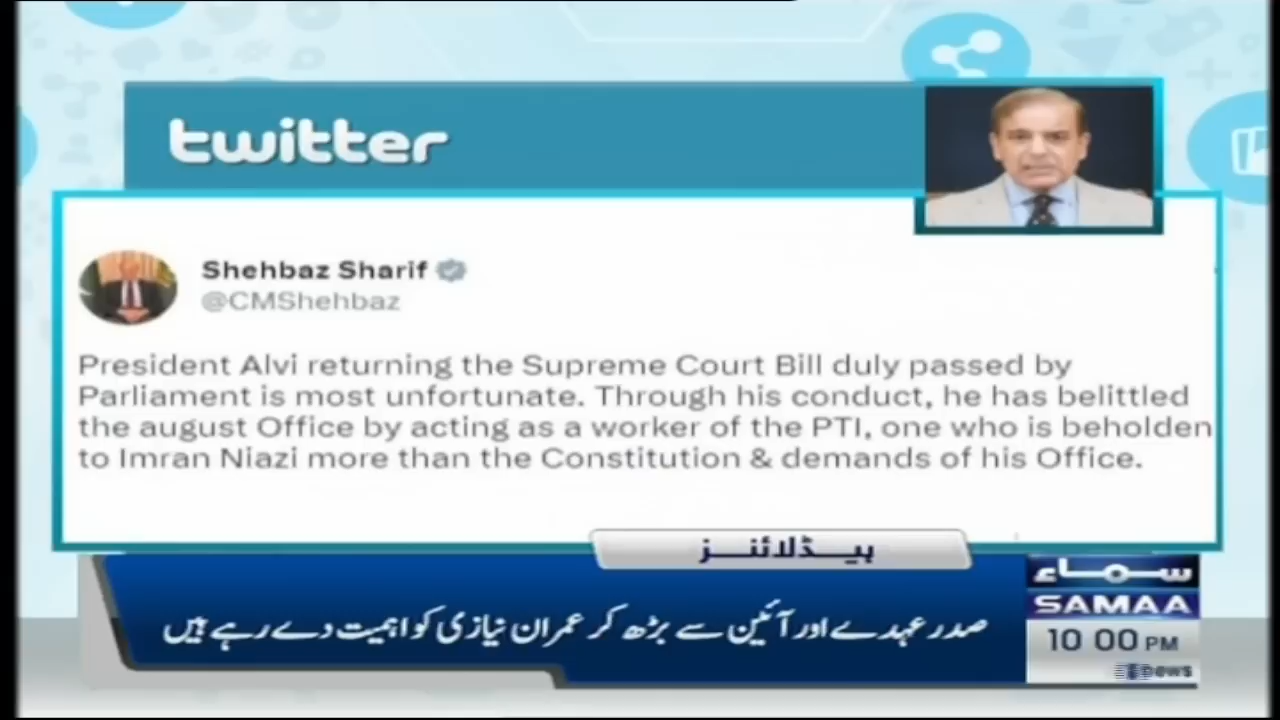 twitter
Shehbaz Sharif
@CMShehbaz
President Alvi returning the Supreme Court Bill duly passed by
Parliament is most unfortunate. Through his conduct, he has belittled
the august Office by acting as a worker of the PTI, one who is beholden
to Imran Niazi more than the Constitution & demands of his Office.
ہیڈلائنز
صدر عہدے اور آئین سے بڑھ کر عمران نیازی کو اہمیت دے رہے ہیں
سماء
SAMAA
10 00 PM
news